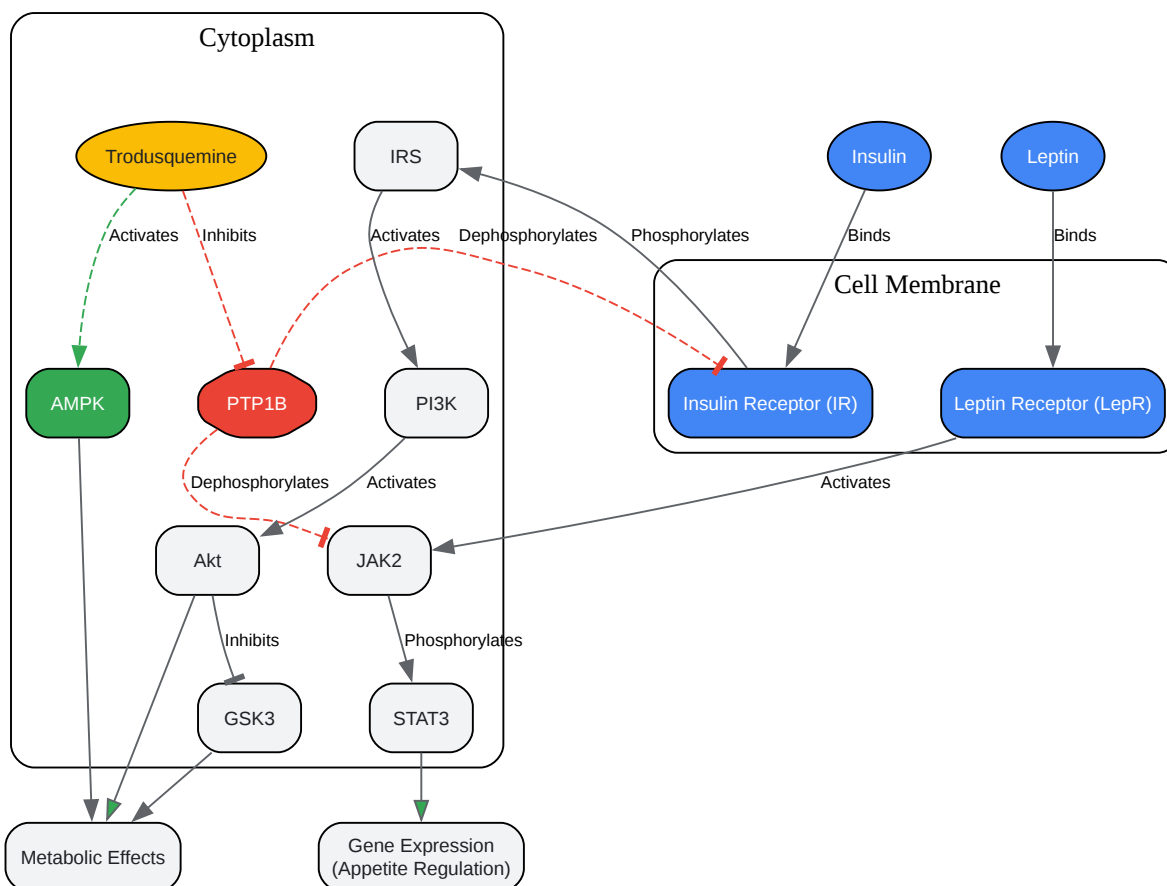 Cytoplasm
Trodusquemine
IRS
Insulin
Leptin
Activates
Inhibits
Activates
Dephosphorylates
Phosphorylates
Binds
Binds
Cell Membrane
AMPK
PTP1B
PI3K
Insulin Receptor (IR)
Leptin Receptor (LepR)
Dephosphorylates
Activates
Activates
Akt
JAK2
Inhibits
Phosphorylates
GSK3
STAT3
Metabolic Effects
Gene Expression
(Appetite Regulation)